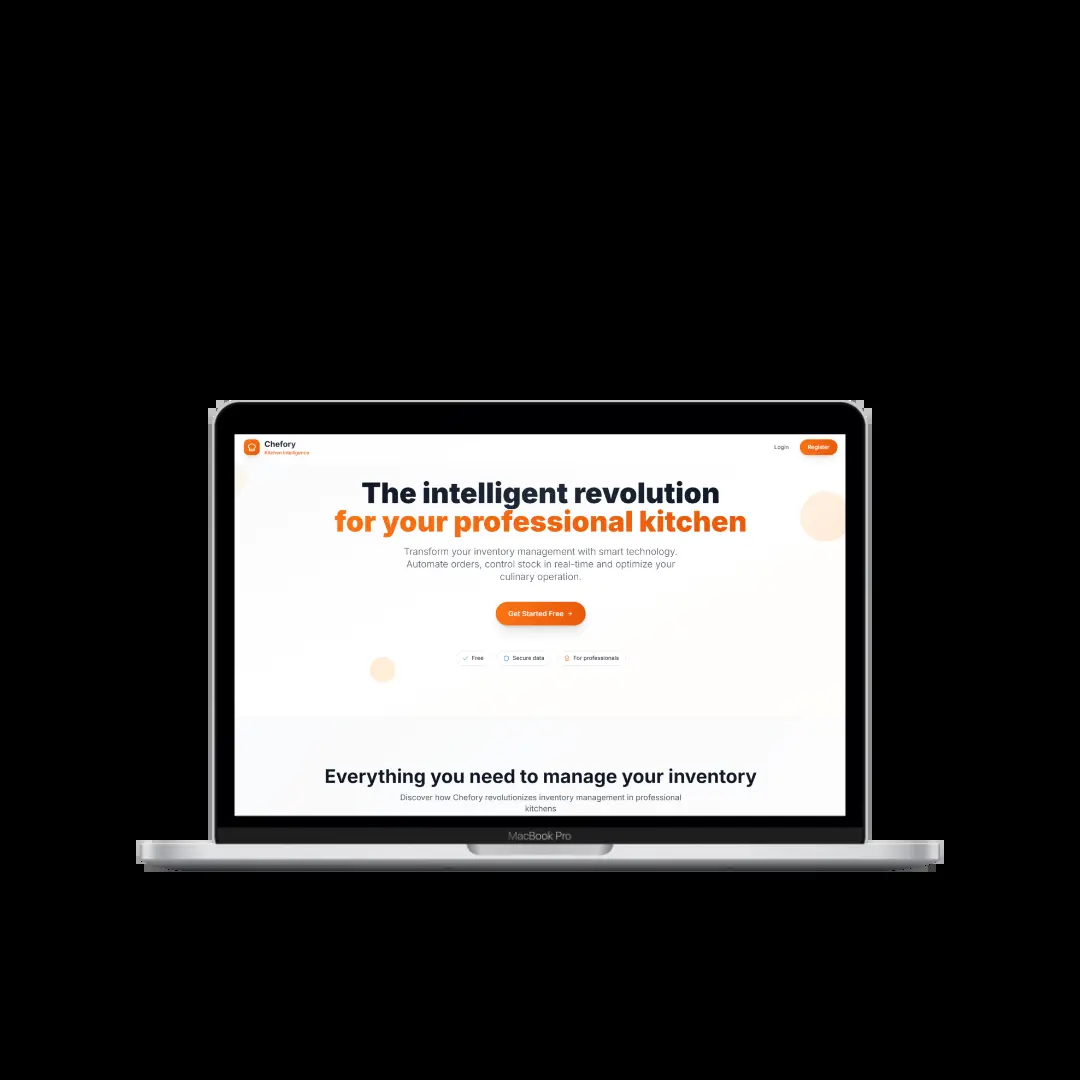 Chefory
Kitchen Intelligence
Login
Register
The intelligent revolution
for your professional kitchen
Transform your inventory management with smart technology.
Automate orders, control stock in real-time and optimize your
culinary operation.
Get Started Free →
Free
Secure data
For professionals
Everything you need to manage your inventory
Discover how Chefory revolutionizes inventory management in professional
kitchens
MacBook Pro